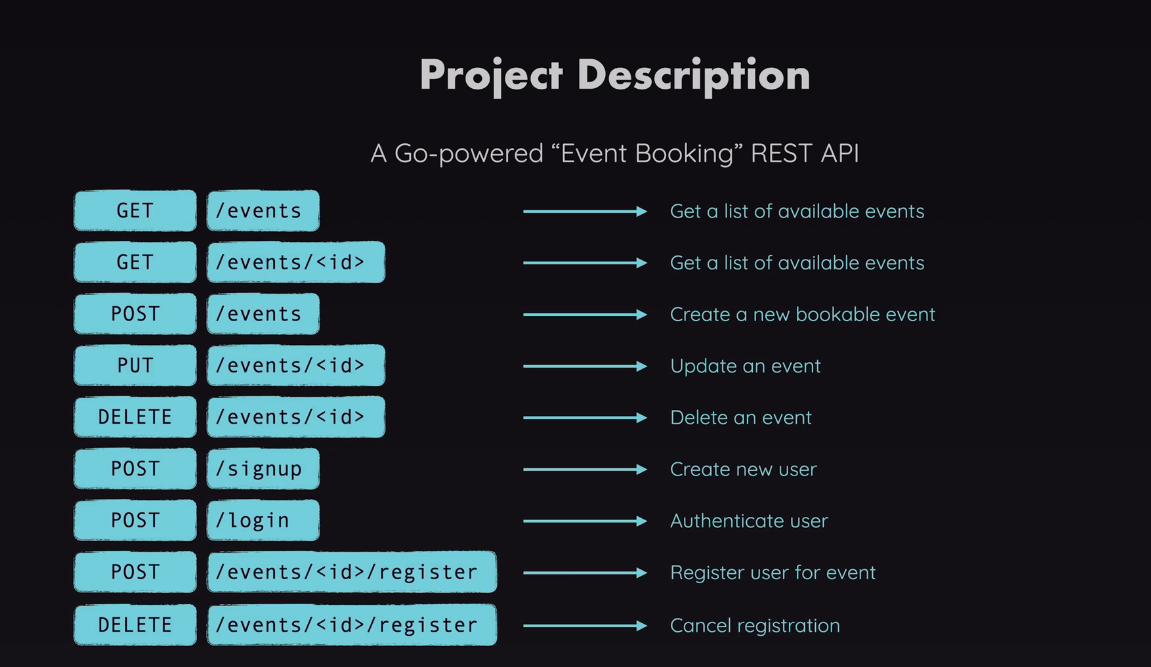 Project Description
A Go-powered “Event Booking” REST API
GET /events Get a list of available events
GET /events/<id> Get a list of available events
POST /events Create a new bookable event
PUT /events/<id> Update an event
DELETE /events/<id> Delete an event
POST /signup Create new user
POST /login Authenticate user
POST /events/<id>/register Register user for event
DELETE /events/<id>/register Cancel registration